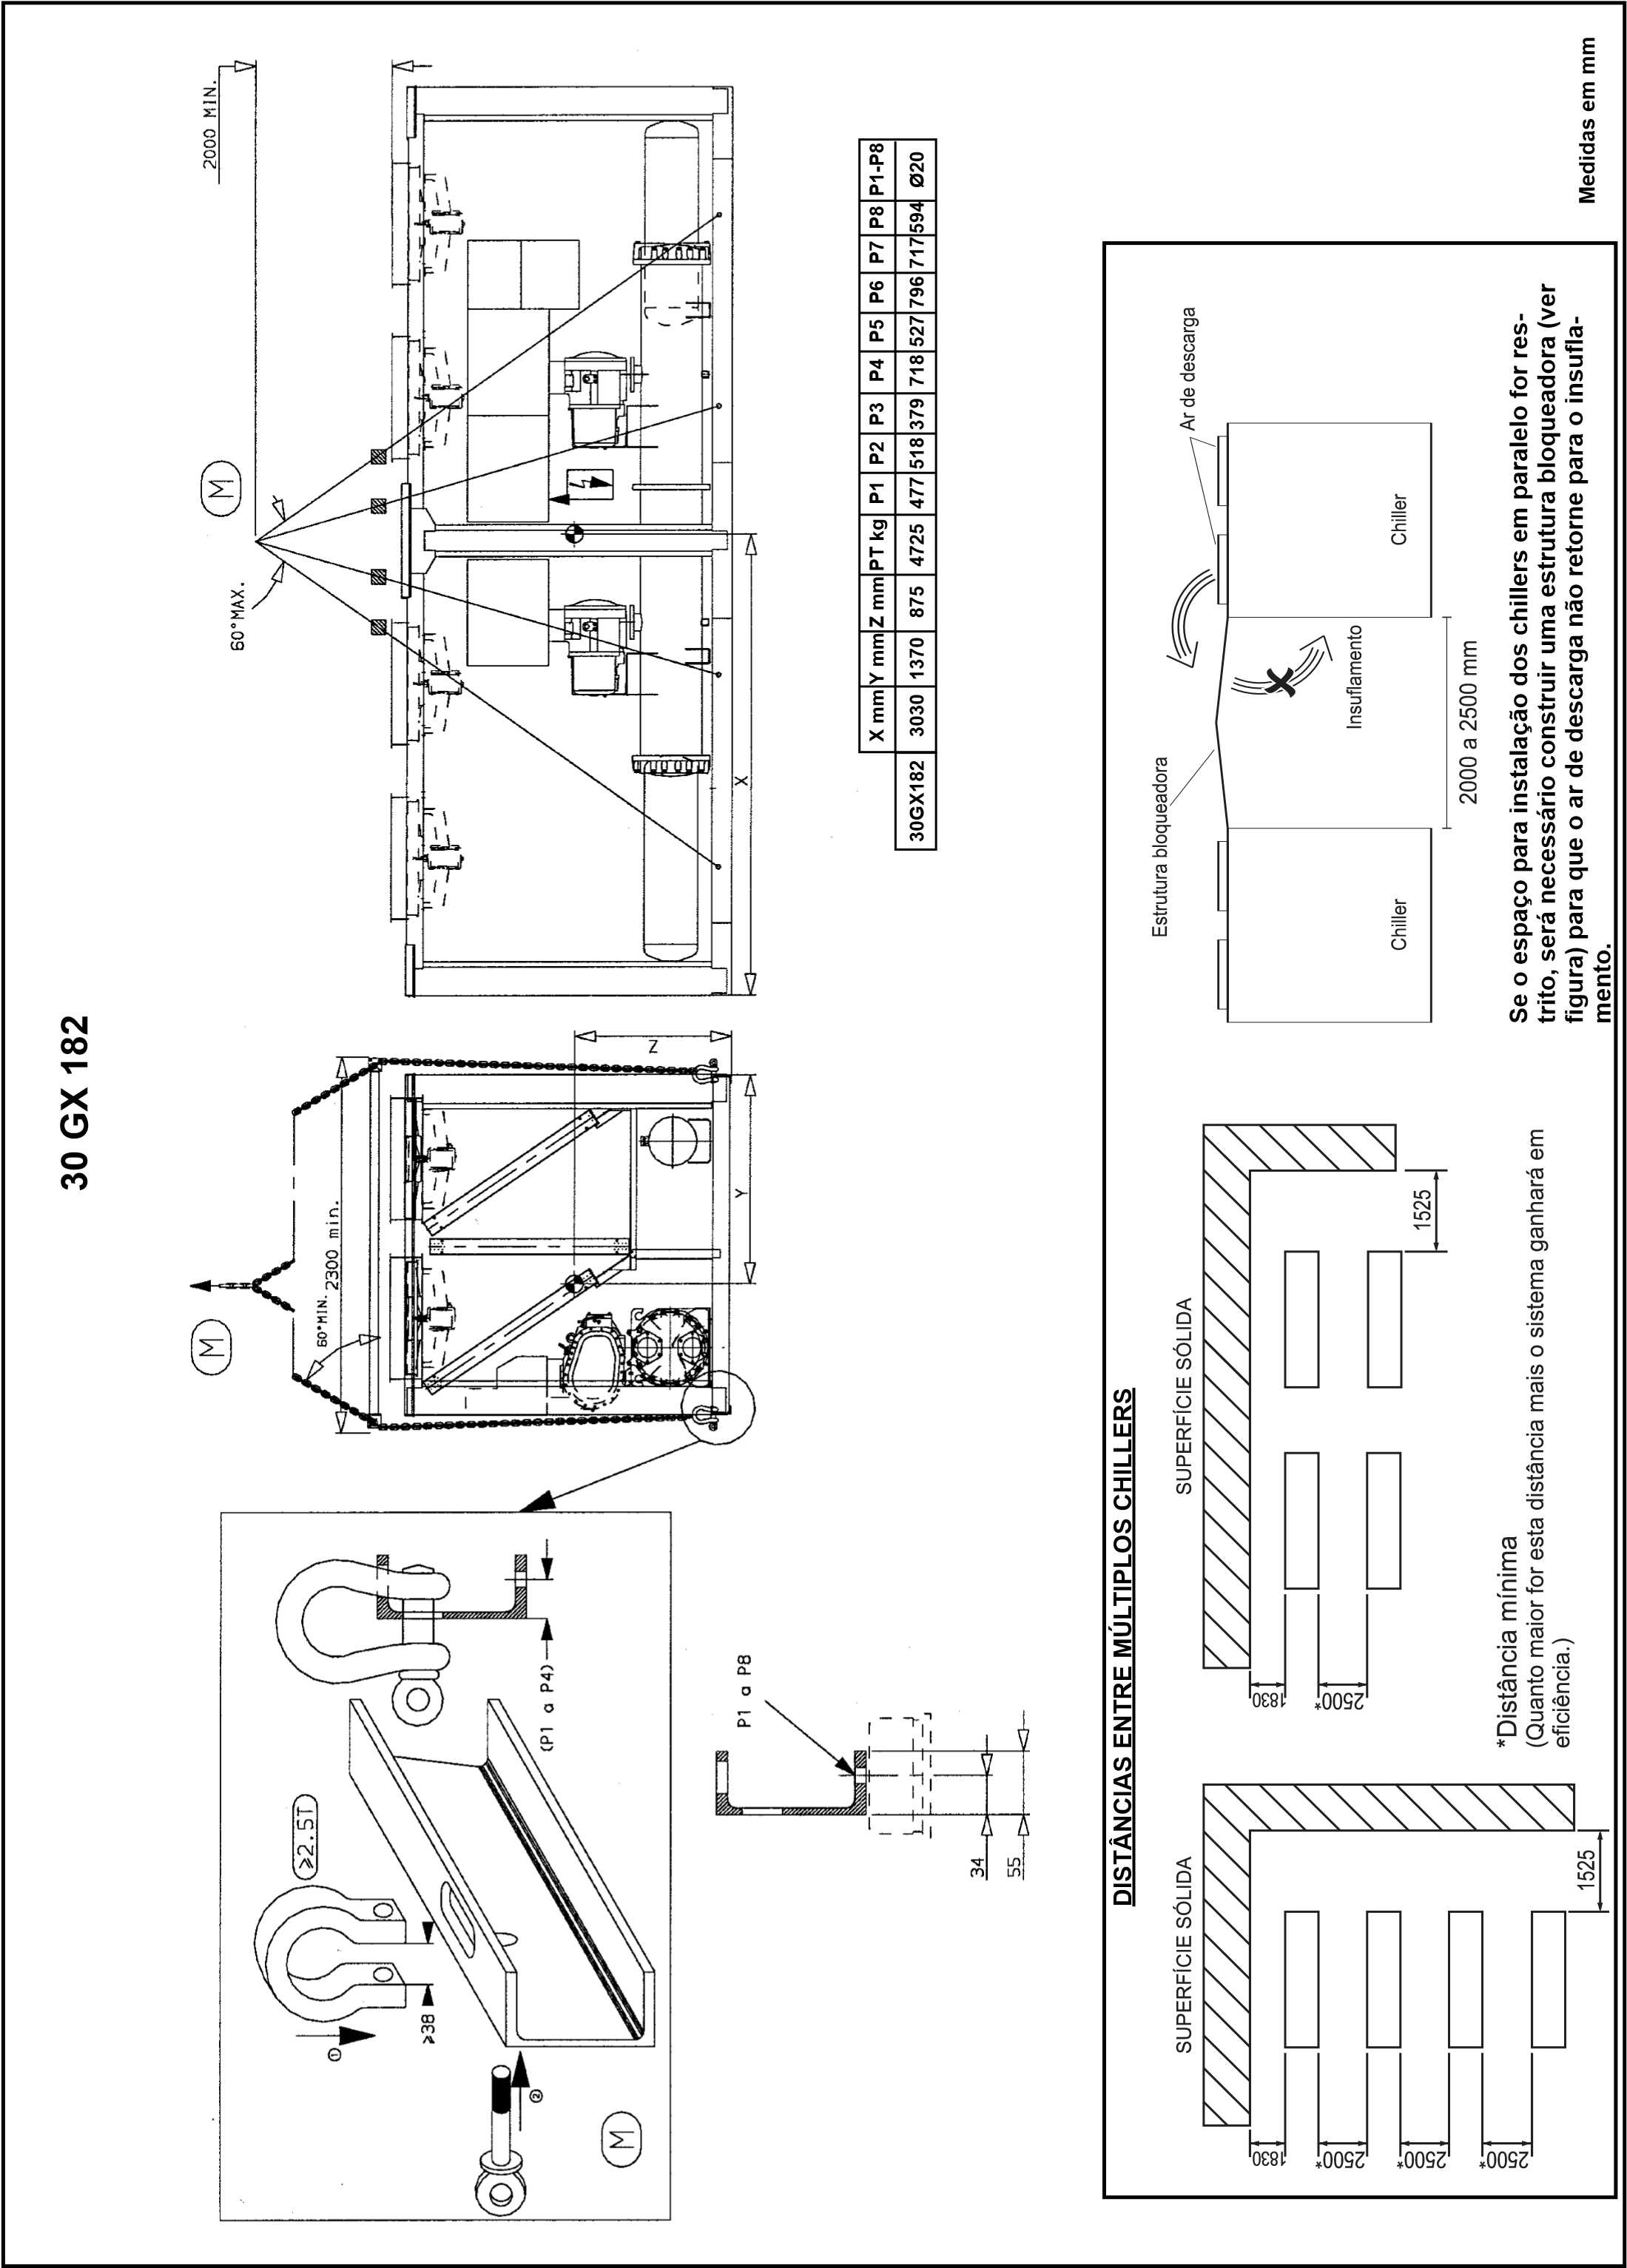 30 GX 182
M
≥2.5T
①
≥38
②
M
(P1 a P4)
M
60°MIN.
2300 min.
Z
Y
2000 MIN.
M
60°MAX.
X
P1 a P8
34
55
X mm Y mm Z mm PT kg P1 P2 P3 P4 P5 P6 P7 P8 P1-P8
30GX182 3030 1370 875 4725 477 518 379 718 527 796 717 594 Ø20
DISTÂNCIAS ENTRE MÚLTIPLOS CHILLERS
SUPERFÍCIE SÓLIDA
1830
2500*
2500*
2500*
1525
SUPERFÍCIE SÓLIDA
1830
2500*
1525
*Distância mínima
(Quanto maior for esta distância mais o sistema ganhará em
eficiência.)
Estrutura bloqueadora
Ar de descarga
Insuflamento
Chiller
Chiller
2000 a 2500 mm
Se o espaço para instalação dos chillers em paralelo for res-
trito, será necessário construir uma estrutura bloqueadora (ver
figura) para que o ar de descarga não retorne para o insufla-
mento.
Medidas em mm